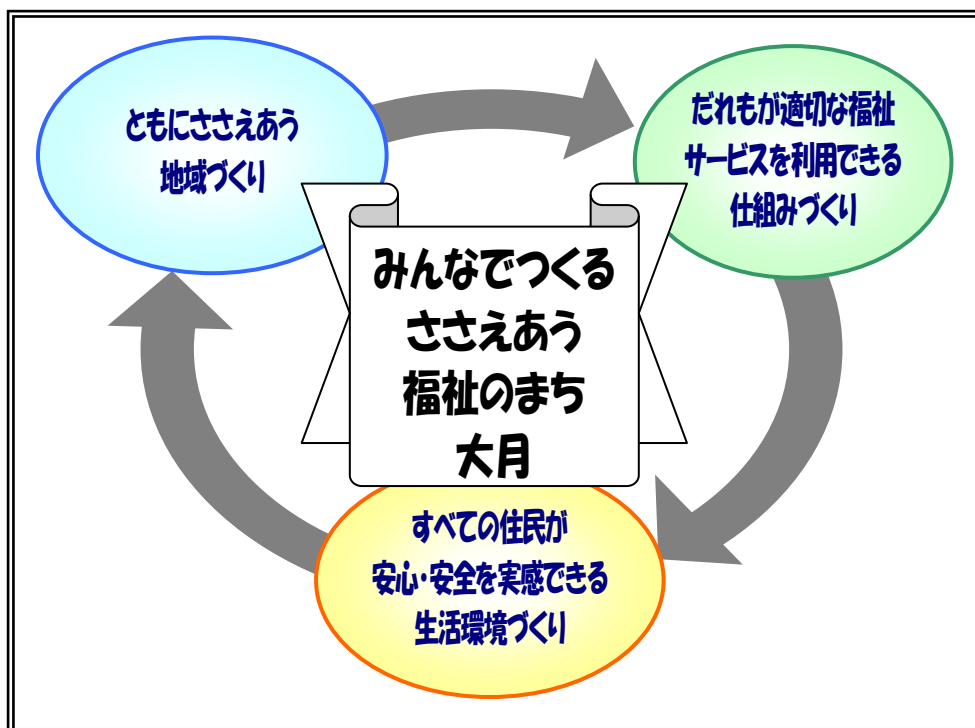 ともにささえあう
地域づくり
だれもが適切な福祉
サービスを利用できる
仕組みづくり
みんなでつくる
ささえあう
福祉のまち
大月
すべての住民が
安心・安全を実感できる
生活環境づくり